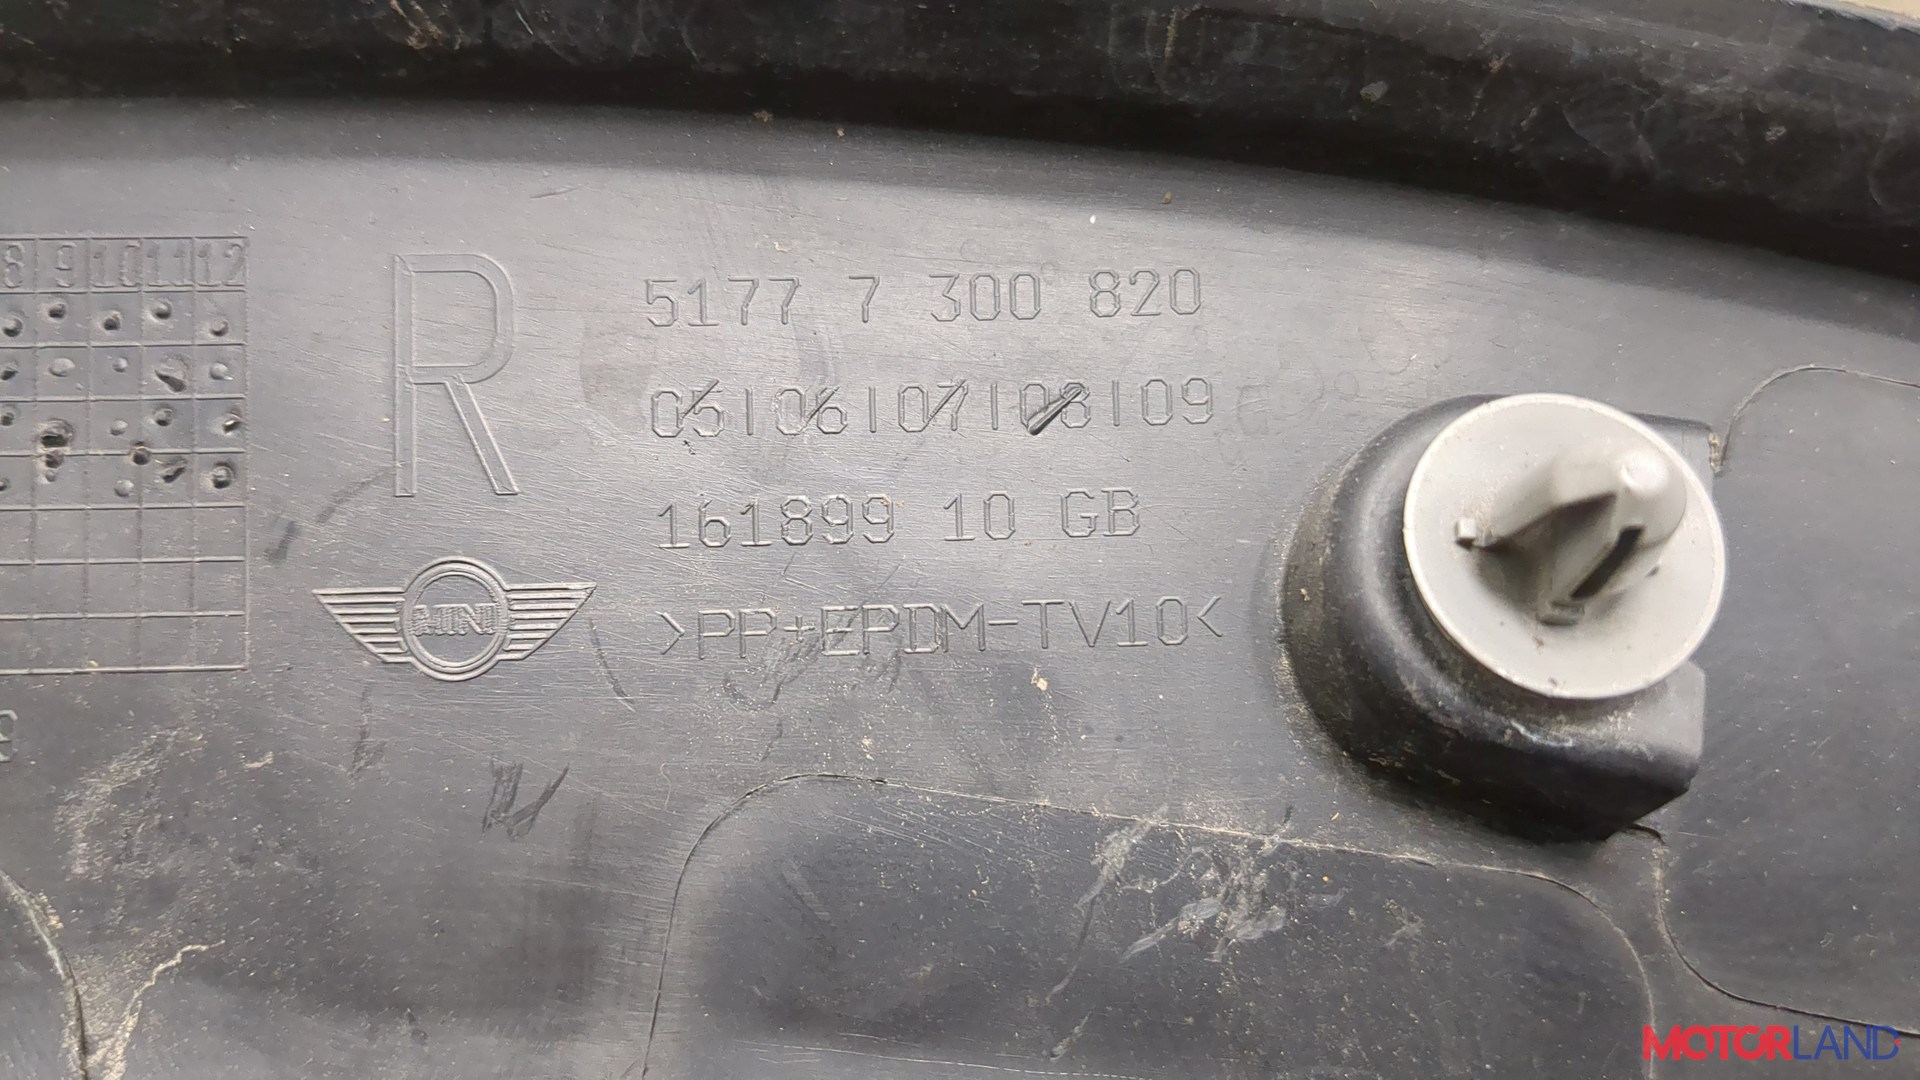 8 9 10 11 12
R
5177 7 300 820
05|06|07|08|09
161899 10 GB
MINI
>PP+EPDM-TV10<
MOTORLAND